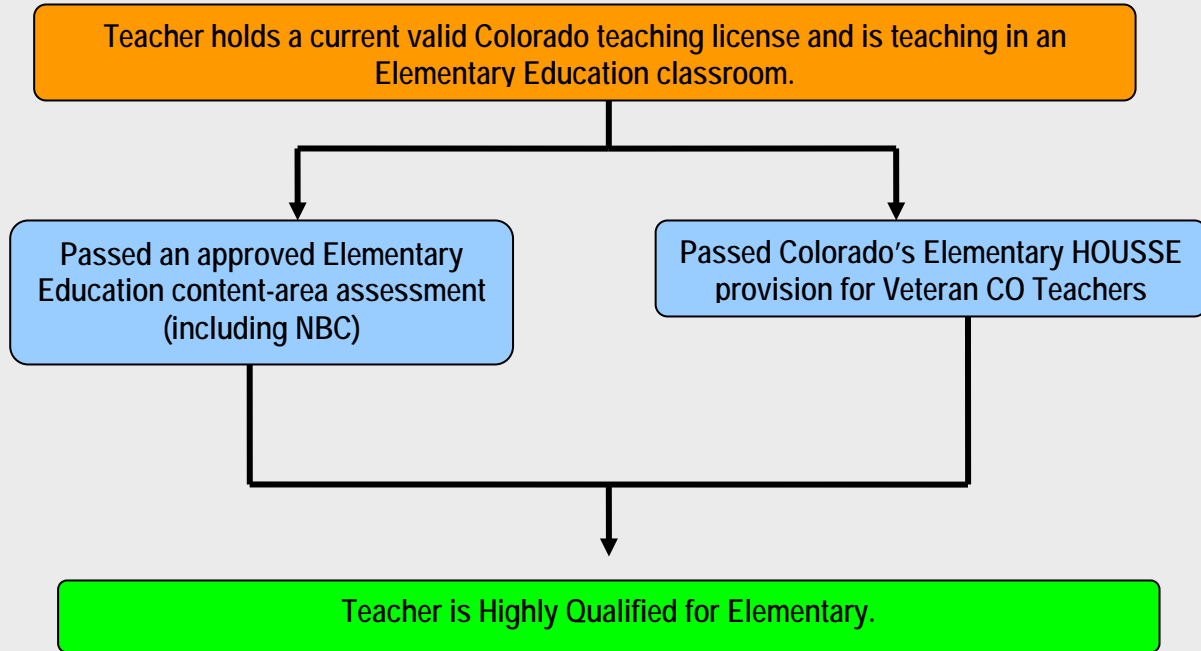 Teacher holds a current valid Colorado teaching license and is teaching in an
Elementary Education classroom.
Passed an approved Elementary
Education content-area assessment
(including NBC)
Passed Colorado's Elementary HOUSSE
provision for Veteran CO Teachers
Teacher is Highly Qualified for Elementary.